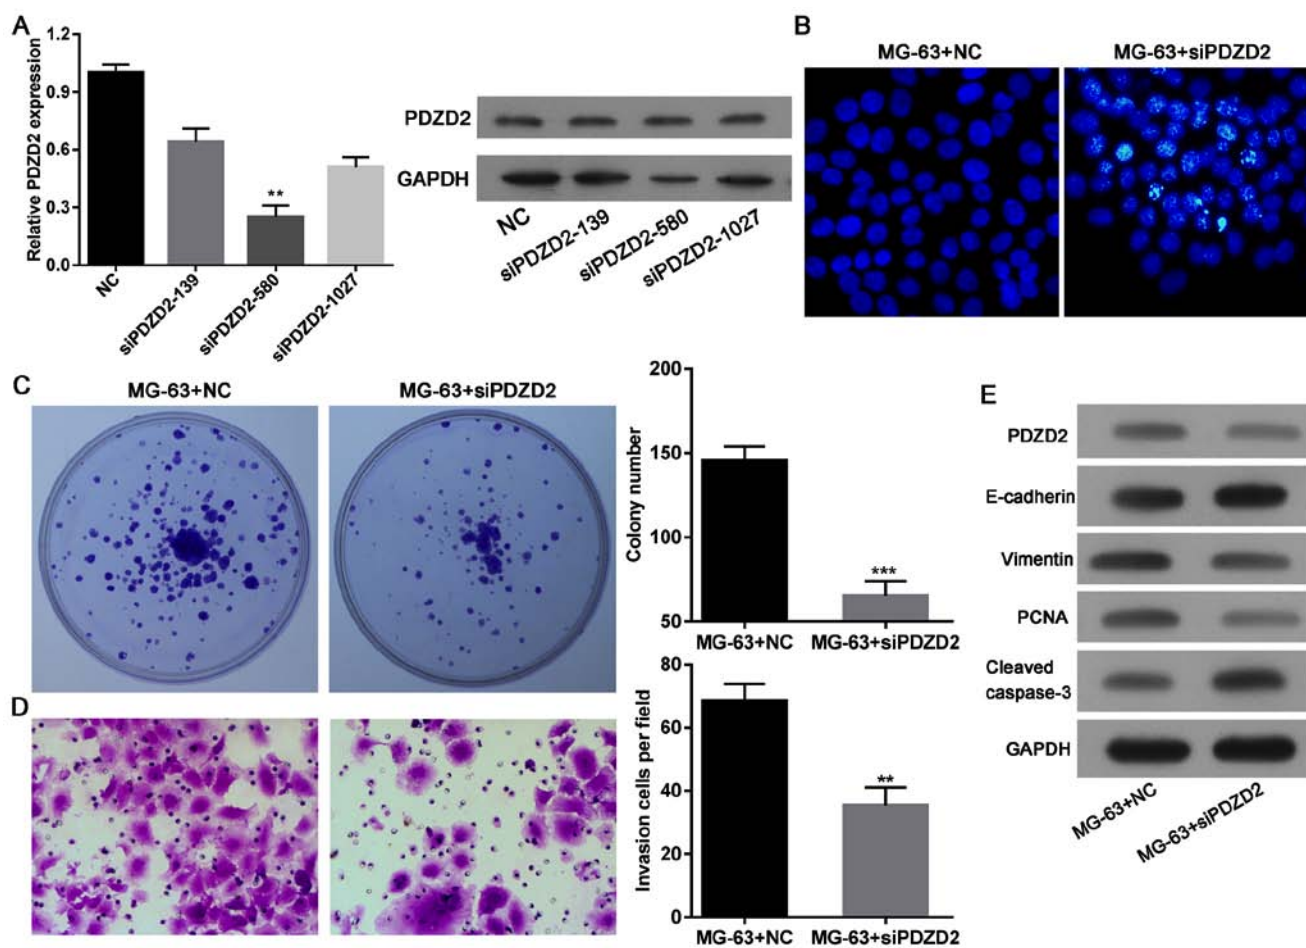 A
Relative PDZD2 expression
1.2
0.9
0.6
0.3
0.0
**
NC
siPDZD2-139
siPDZD2-580
siPDZD2-1027
PDZD2
GAPDH
NC
siPDZD2-139
siPDZD2-580
siPDZD2-1027
B
MG-63+NC
MG-63+siPDZD2
C
MG-63+NC
MG-63+siPDZD2
Colony number
200
150
100
50
***
MG-63+NC
MG-63+siPDZD2
D
Invasion cells per field
80
60
40
20
0
**
MG-63+NC
MG-63+siPDZD2
E
PDZD2
E-cadherin
Vimentin
PCNA
Cleaved
caspase-3
GAPDH
MG-63+NC
MG-63+siPDZD2